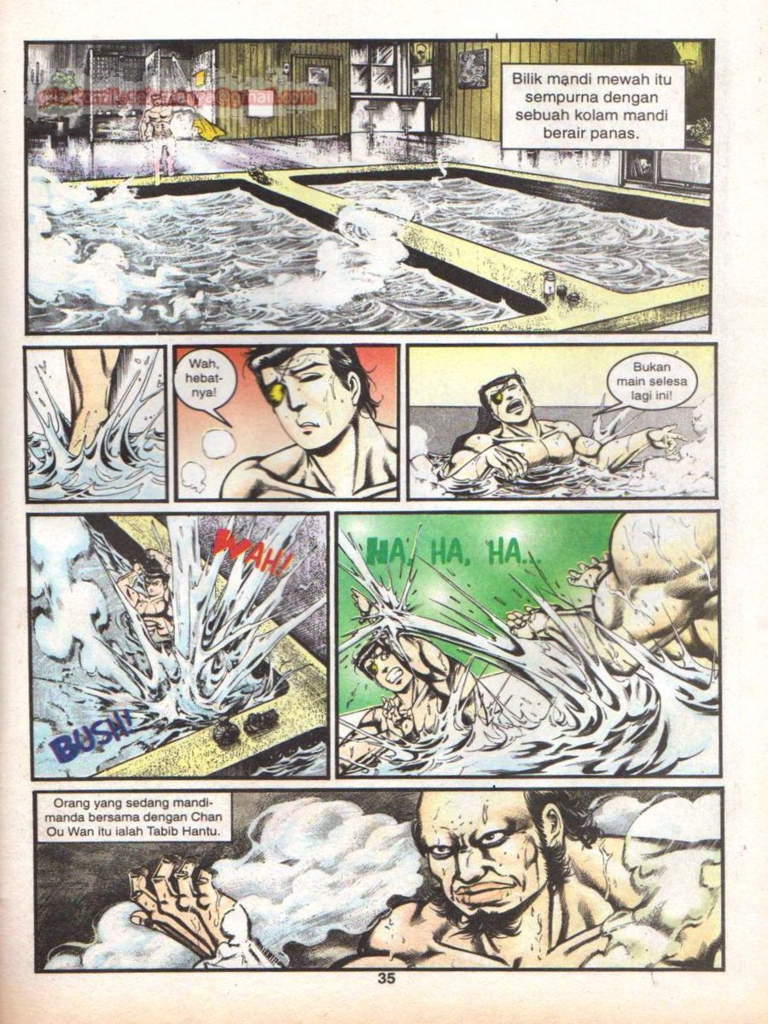 Bilik mandi mewah itu
sempurna dengan
sebuah kolam mandi
berair panas.
Wah,
hebat-
nya!
Bukan
main selesa
lagi ini!
WAH!
BUSH!
HA, HA, HA...
Orang yang sedang mandi-
manda bersama dengan Chan
Ou Wan itu ialah Tabib Hantu.
35